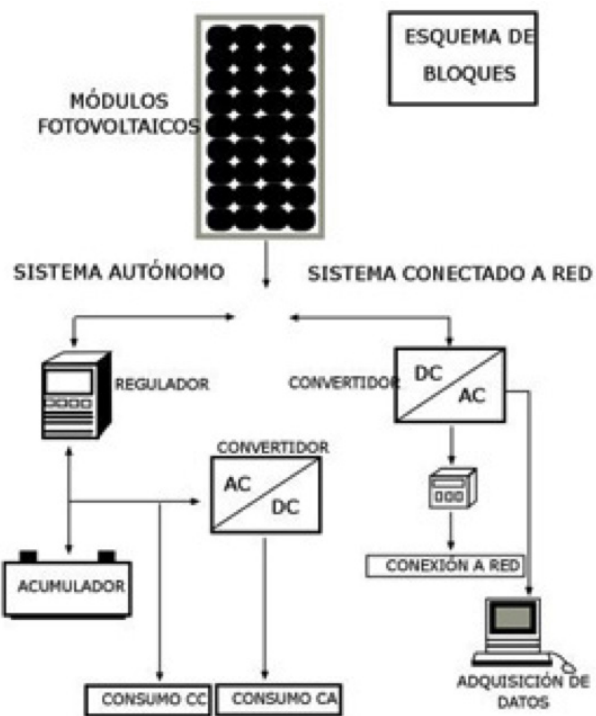 ESQUEMA DE
BLOQUES
MÓDULOS
FOTOVOLTAICOS
SISTEMA AUTÓNOMO
SISTEMA CONECTADO A RED
REGULADOR
CONVERTIDOR
DC
AC
CONVERTIDOR
AC
DC
ACUMULADOR
CONEXIÓN A RED
ADQUISICIÓN DE
DATOS
CONSUMO CC
CONSUMO CA